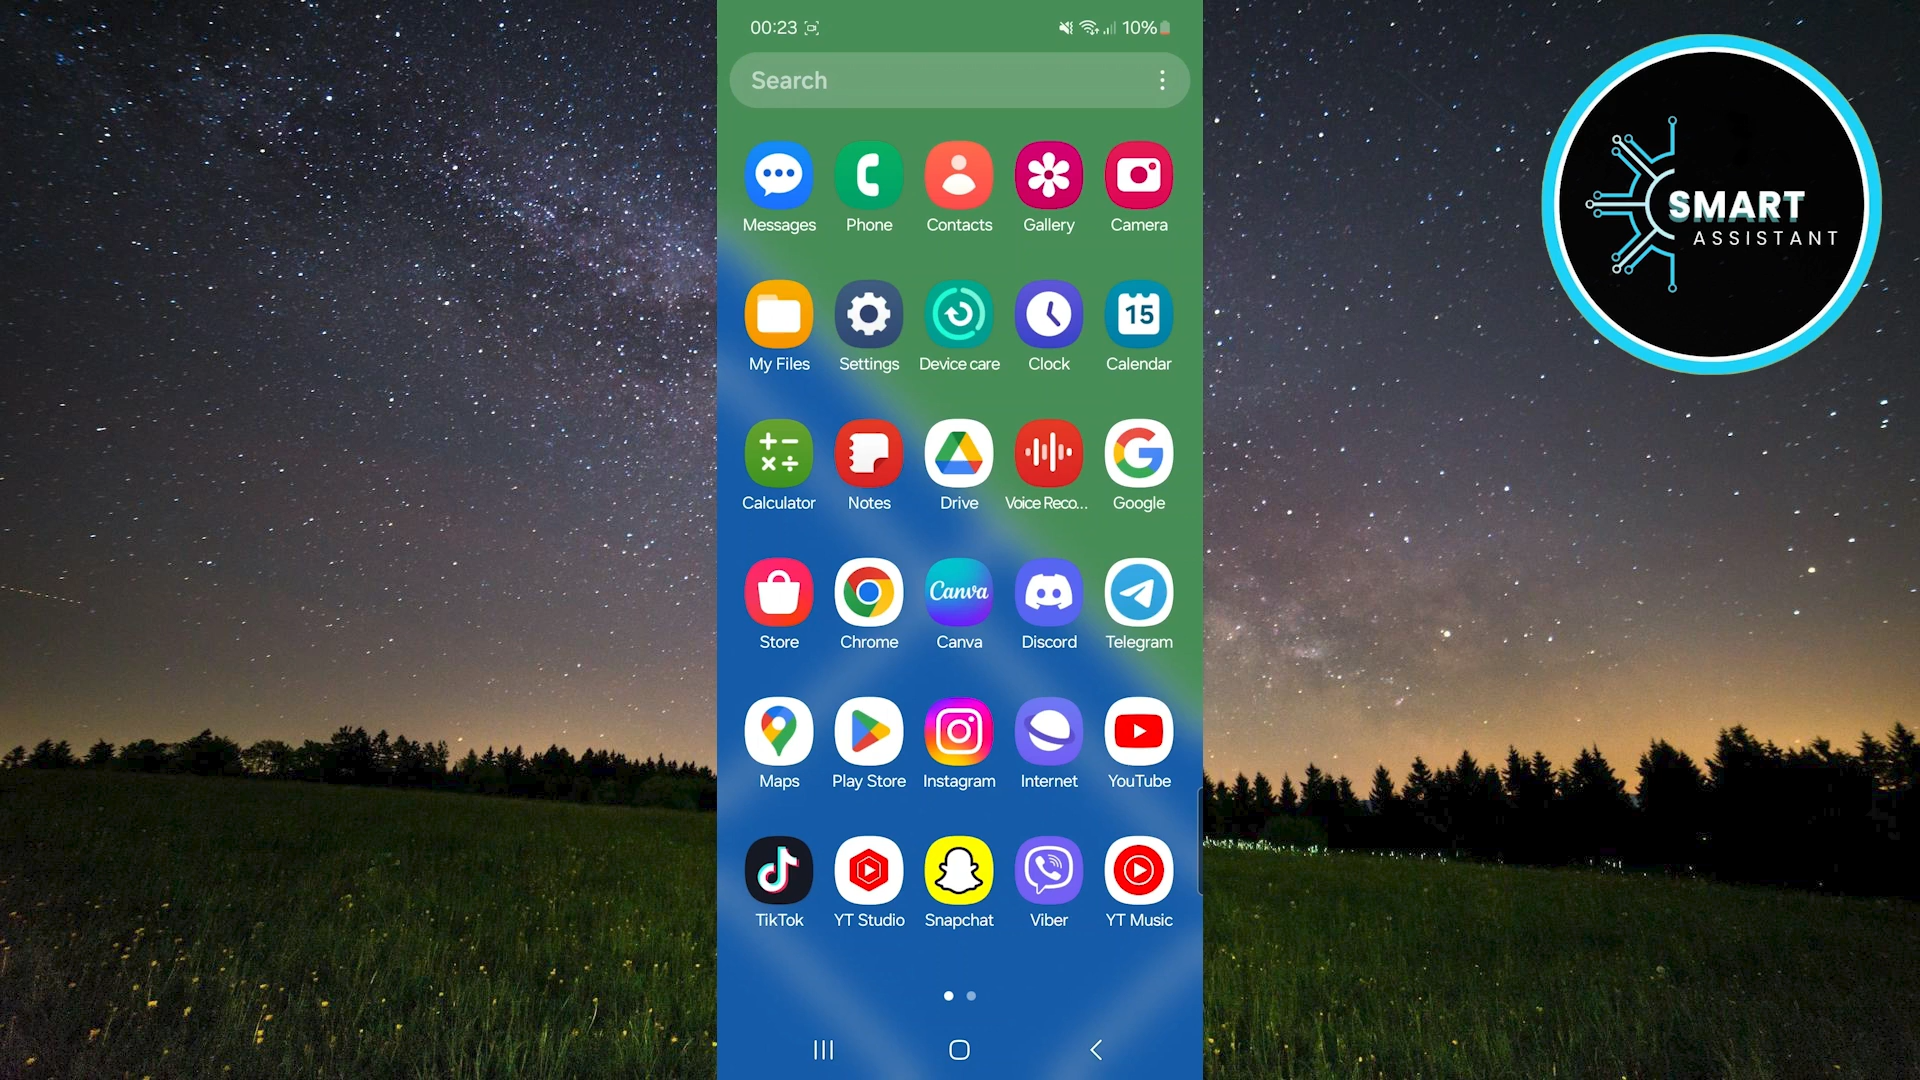 00:23 10%
Search
Messages Phone Contacts Gallery Camera
15
My Files Settings Device care Clock Calendar
Calculator Notes Drive Voice Reco... Google
Canva
Store Chrome Canva Discord Telegram
Maps Play Store Instagram Internet YouTube
TikTok YT Studio Snapchat Viber YT Music
SMART
ASSISTANT